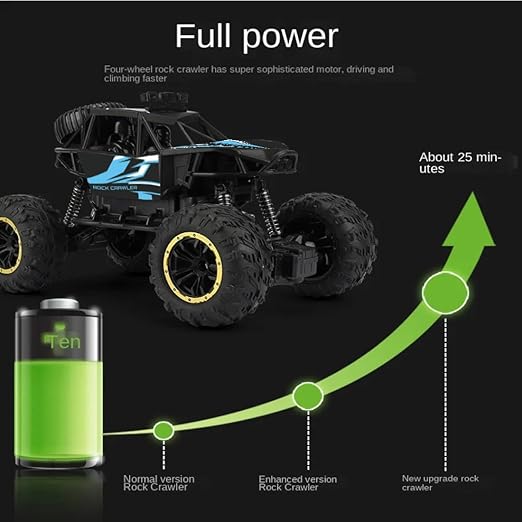 Full power
Four-wheel rock crawler has super sophisticated motor, driving and
climbing faster
About 25 min-
utes
ROCK CRAWLER
Ten
Normal version
Rock Crawler
Enhanced version
Rock Crawler
New upgrade rock
crawler